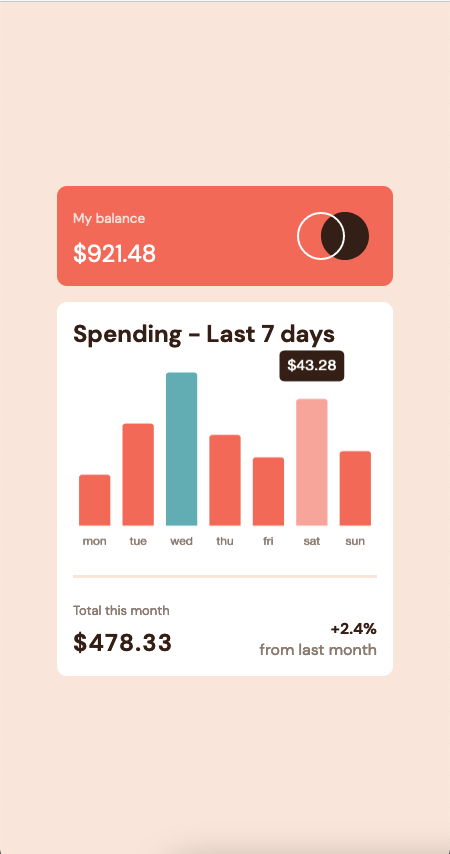 My balance
$921.48
Spending - Last 7 days
$43.28
mon tue wed thu fri sat sun
Total this month
$478.33
+2.4%
from last month